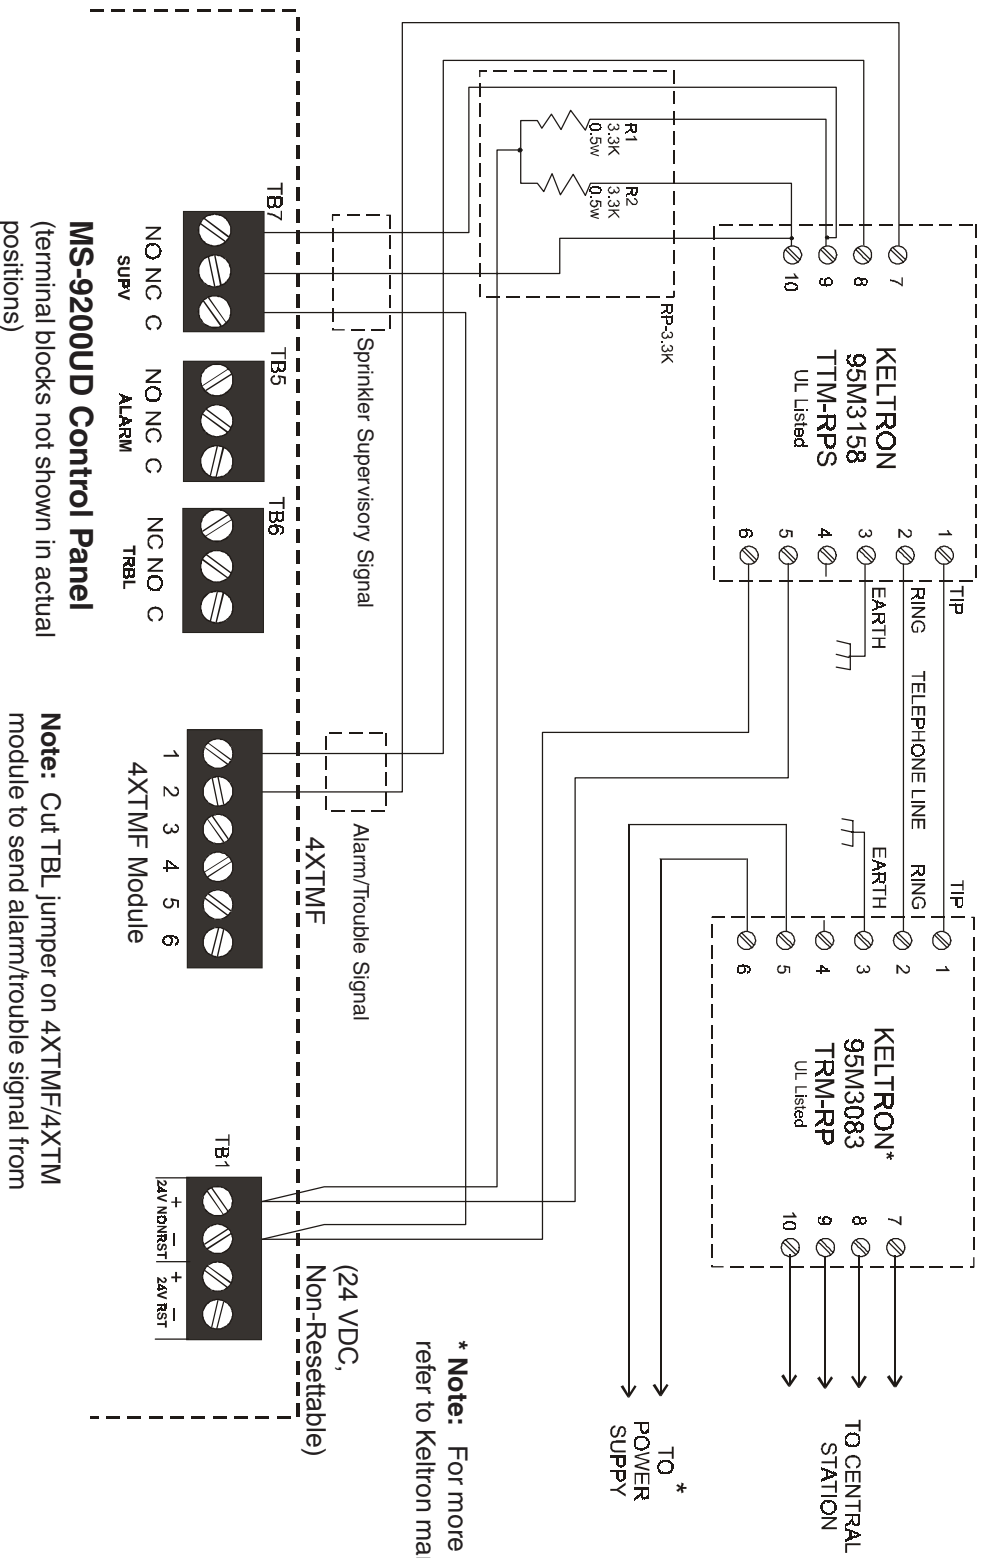 KELTRON
95M3158
TTM-RPS
UL Listed
7
8
9
10
1
2
3
4
5
6
TIP
RING
EARTH
TELEPHONE LINE
TIP
RING
EARTH
KELTRON*
95M3083
TRM-RP
UL Listed
1
2
3
4
5
6
7
8
9
10
TO CENTRAL
STATION
*
TO
POWER
SUPPLY
R1
3.3K
0.5w
R2
3.3K
0.5w
RP-3.3K
* Note: For more
refer to Keltron
Sprinkler Supervisory Signal
Alarm/Trouble Signal
4XTMF
(24 VDC,
Non-Resettable)
TB7
NO NC C
SUPV
TB5
NO NC C
ALARM
TB6
NC NO C
TRBL
1 2 3 4 5 6
4XTMF Module
TB1
+ − + −
24V NONRST 24V RST
MS-9200UD Control Panel
(terminal blocks not shown in actual
positions)
Note: Cut TBL jumper on 4XTMF/4XTM
module to send alarm/trouble signal from